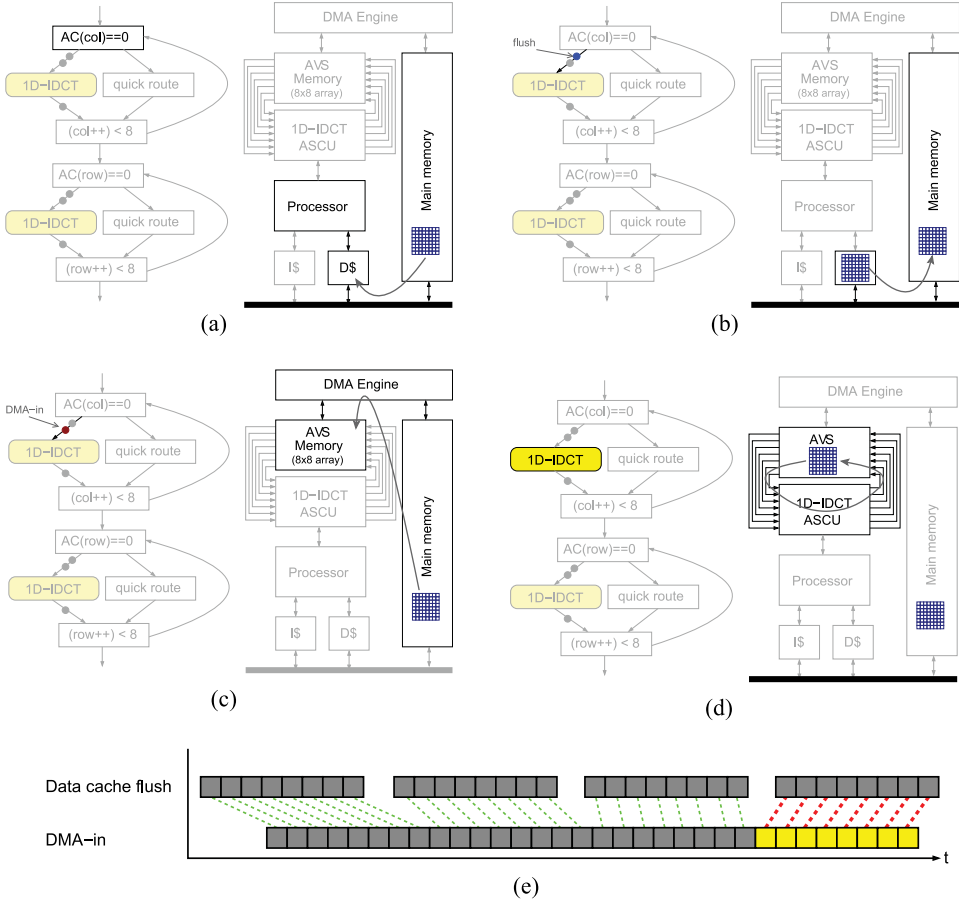 AC(col)==0
1D-IDCT
quick route
(col++) < 8
AC(row)==0
1D-IDCT
quick route
(row++) < 8
DMA Engine
AVS
Memory
(8x8 array)
1D-IDCT
ASCU
Processor
I$
D$
Main memory
(a)
flush
AC(col)==0
1D-IDCT
quick route
(col++) < 8
AC(row)==0
1D-IDCT
quick route
(row++) < 8
DMA Engine
AVS
Memory
(8x8 array)
1D-IDCT
ASCU
Processor
I$
Main memory
(b)
DMA-in
AC(col)==0
1D-IDCT
quick route
(col++) < 8
AC(row)==0
1D-IDCT
quick route
(row++) < 8
DMA Engine
AVS
Memory
(8x8 array)
1D-IDCT
ASCU
Processor
I$
D$
Main memory
(c)
AC(col)==0
1D-IDCT
quick route
(col++) < 8
AC(row)==0
1D-IDCT
quick route
(row++) < 8
DMA Engine
AVS
1D-IDCT
ASCU
Processor
I$
D$
Main memory
(d)
Data cache flush
DMA-in
t
(e)